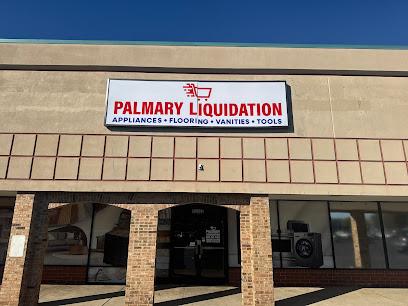 PALMARY LIQUIDATION
APPLIANCES • FLOORING • VANITIES • TOOLS